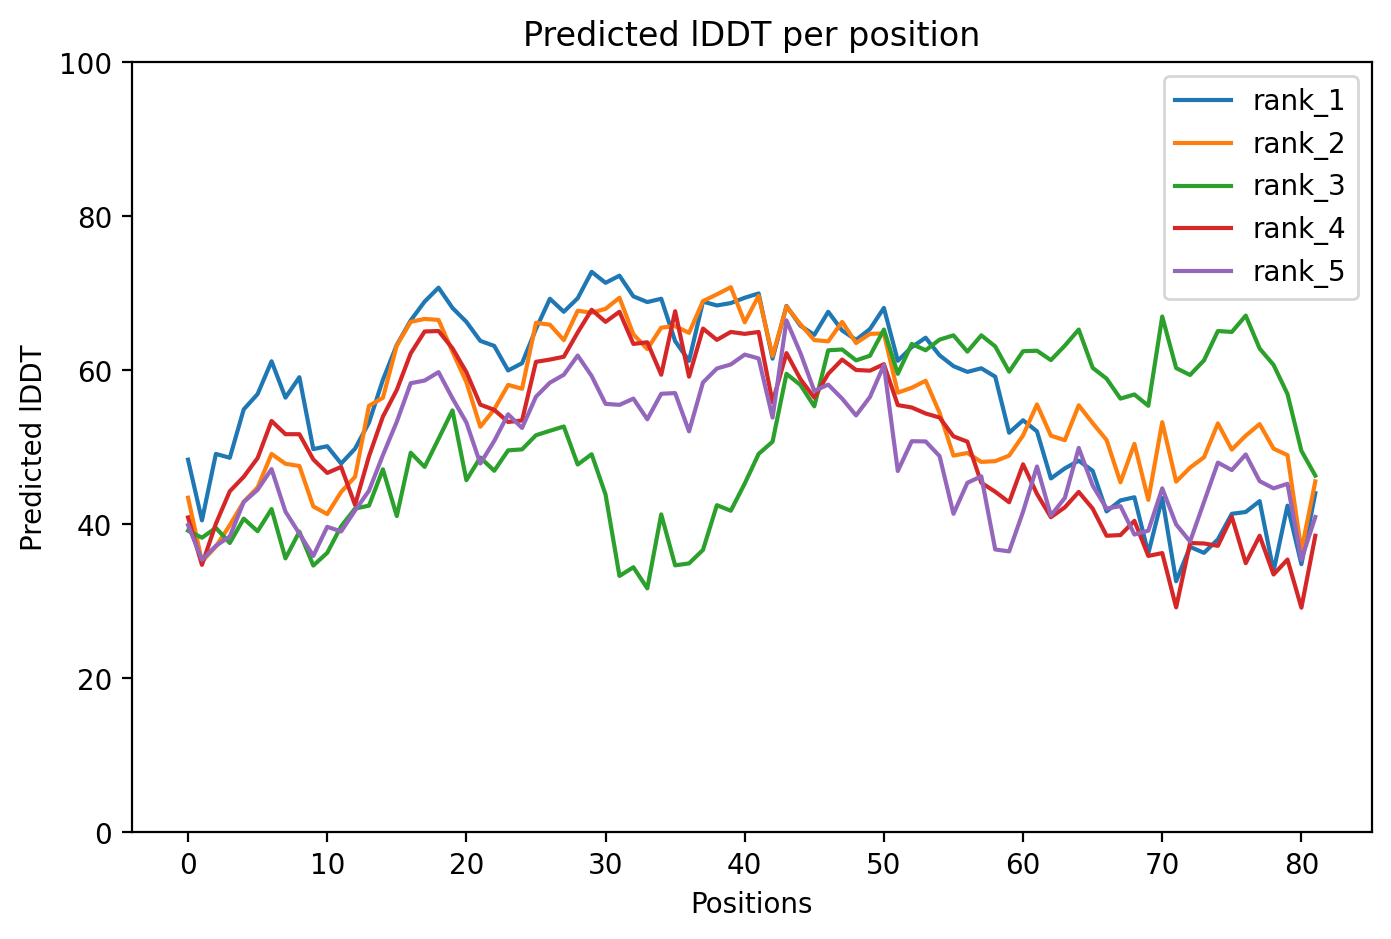 Predicted lDDT per position
Predicted lDDT
100
80
60
40
20
0
rank_1
rank_2
rank_3
rank_4
rank_5
0 10 20 30 40 50 60 70 80
Positions